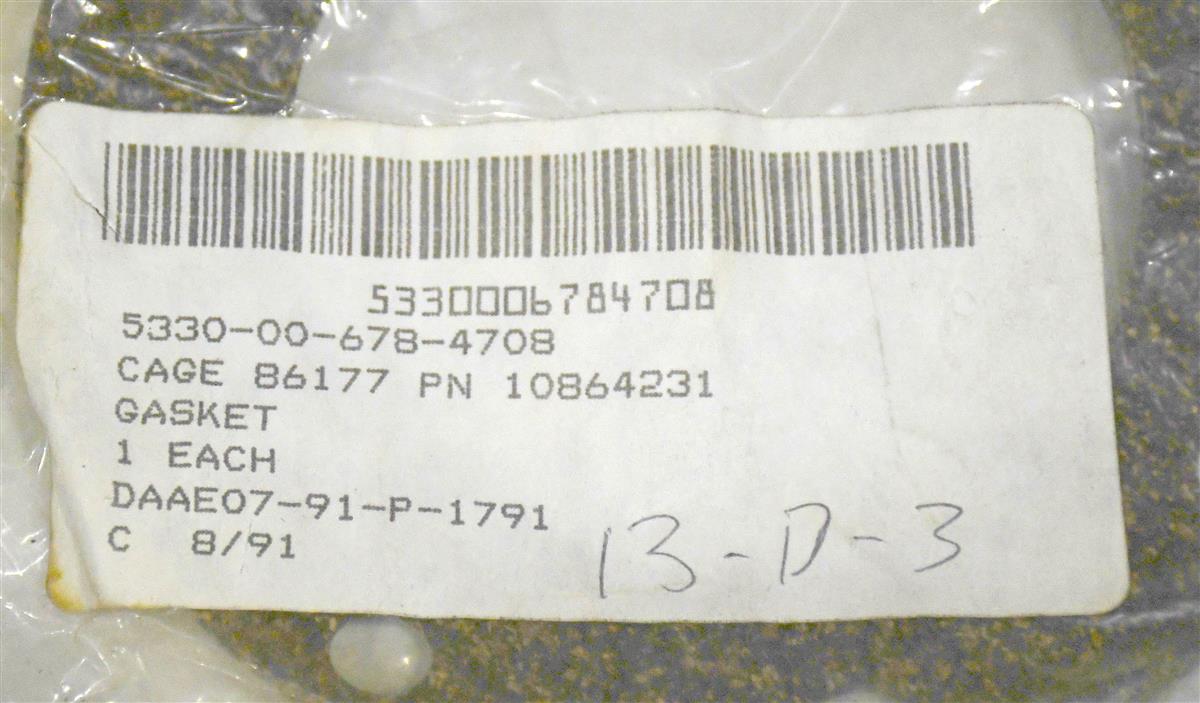 5330006784708
5330-00-678-4708
CAGE 86177 PN 10864231
GASKET
1 EACH
DAAE07-91-P-1791
C 8/91
13-D-3